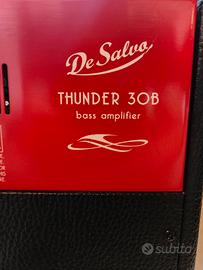 De Salvo
THUNDER 30B
bass amplifier
subito